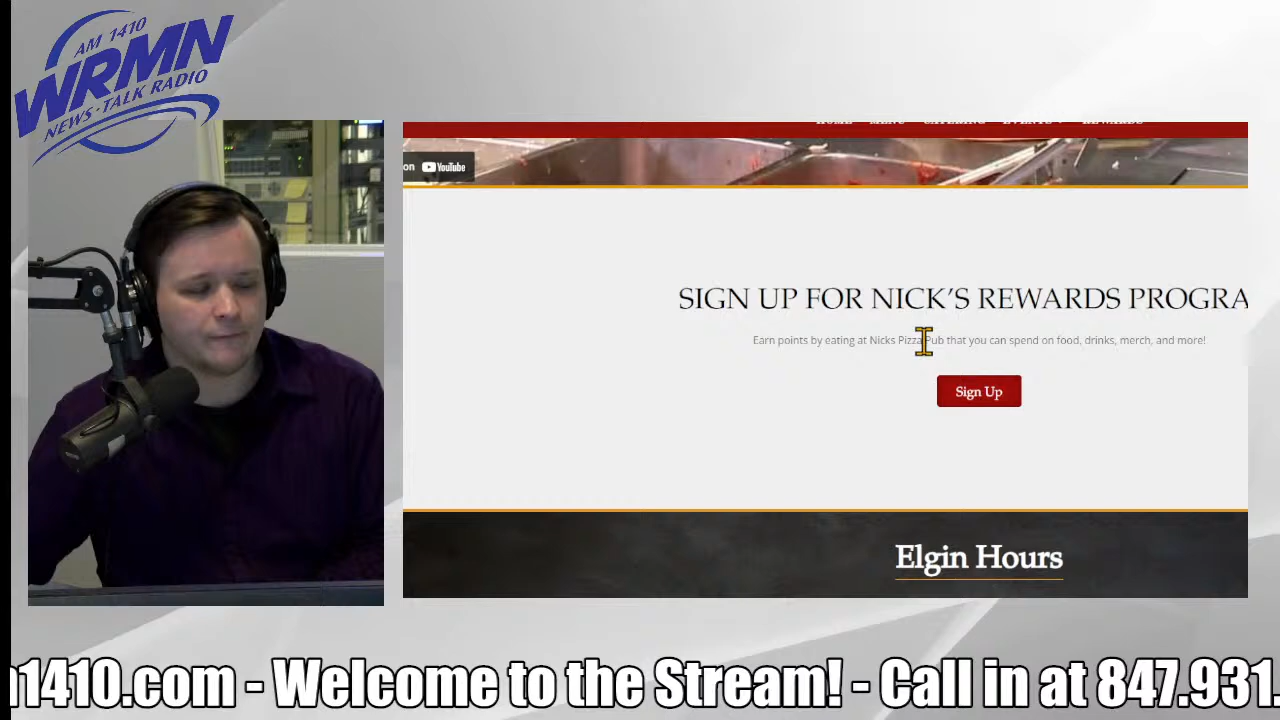 AM 1410
WRMN
NEWS·TALK RADIO
on YouTube
SIGN UP FOR NICK'S REWARDS PROGRA
Earn points by eating at Nicks Pizza Pub that you can spend on food, drinks, merch, and more!
Sign Up
Elgin Hours
1410.com - Welcome to the Stream! - Call in at 847.931.